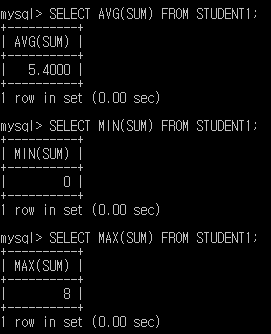 mysql> SELECT AVG(SUM) FROM STUDENT1;
+----------+
| AVG(SUM) |
+----------+
|   5.4000 |
+----------+
1 row in set (0.00 sec)

mysql> SELECT MIN(SUM) FROM STUDENT1;
+----------+
| MIN(SUM) |
+----------+
|        0 |
+----------+
1 row in set (0.00 sec)

mysql> SELECT MAX(SUM) FROM STUDENT1;
+----------+
| MAX(SUM) |
+----------+
|        8 |
+----------+
1 row in set (0.00 sec)